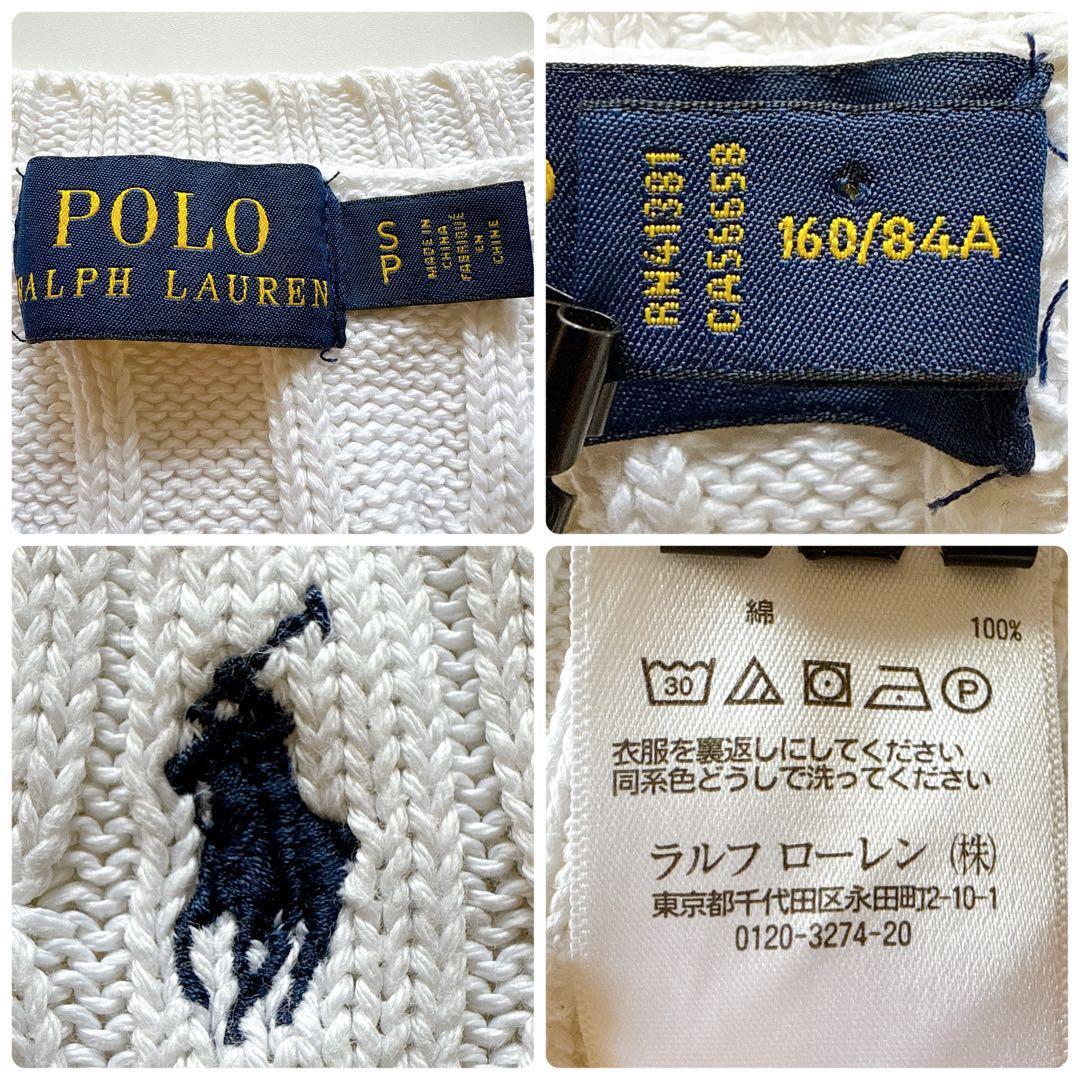 POLO
RALPH LAUREN
S
P
MADE IN
CHINA
FABRIQUÉ
EN
CHINE
RN41381
CA56658
160/84A
綿 100%
30
P
衣服を裏返しにしてください
同系色どうしで洗ってください
ラルフ ローレン (株)
東京都千代田区永田町2-10-1
0120-3274-20